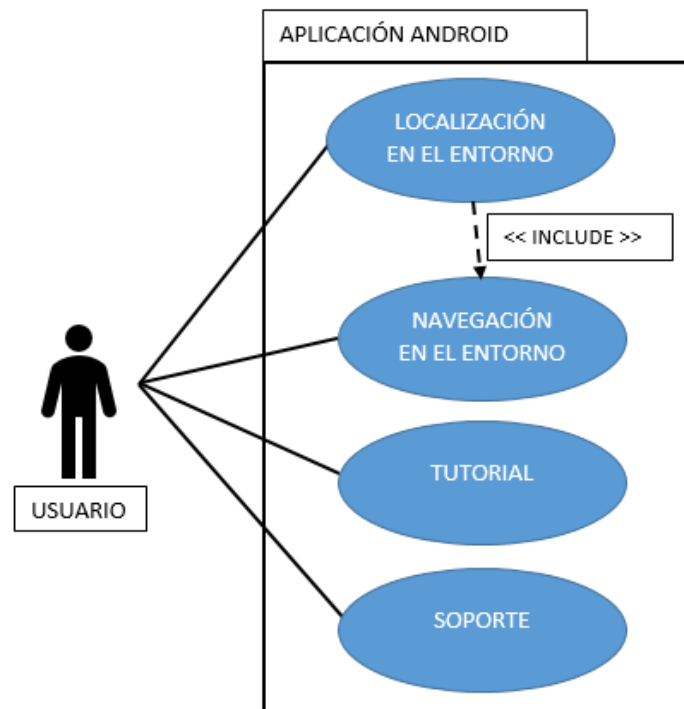 APLICACIÓN ANDROID
LOCALIZACIÓN
EN EL ENTORNO
<< INCLUDE >>
NAVEGACIÓN
EN EL ENTORNO
TUTORIAL
USUARIO
SOPORTE